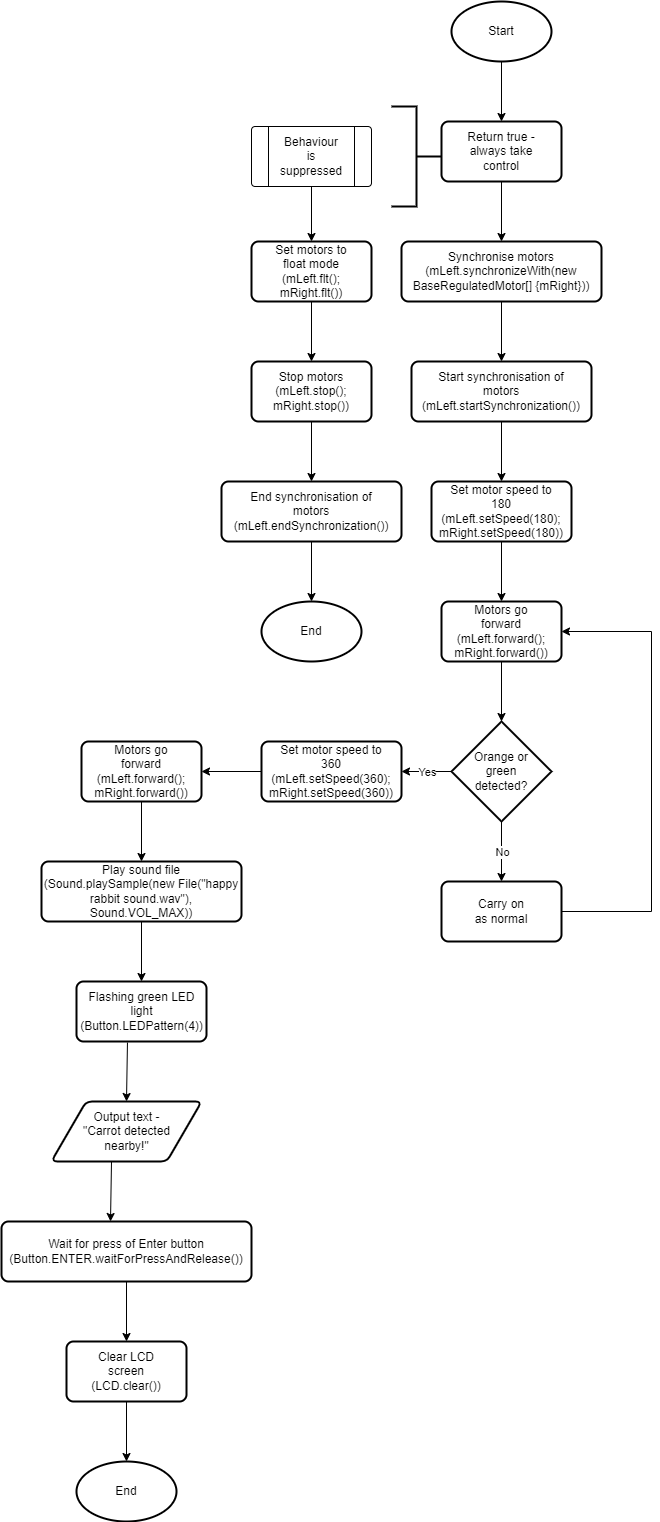 Start
Return true -
always take
control
Behaviour
is
suppressed
Set motors to
float mode
(mLeft.flt();
mRight.flt())
Synchronise motors
(mLeft.synchronizeWith(new
BaseRegulatedMotor[] {mRight}))
Stop motors
(mLeft.stop();
mRight.stop())
Start synchronisation of
motors
(mLeft.startSynchronization())
End synchronisation of
motors
(mLeft.endSynchronization())
Set motor speed to
180
(mLeft.setSpeed(180);
mRight.setSpeed(180))
End
Motors go
forward
(mLeft.forward();
mRight.forward())
Orange or
green
detected?
Yes
Set motor speed to
360
(mLeft.setSpeed(360);
mRight.setSpeed(360))
Motors go
forward
(mLeft.forward();
mRight.forward())
No
Carry on
as normal
Play sound file
(Sound.playSample(new File("happy
rabbit sound.wav"),
Sound.VOL_MAX))
Flashing green LED
light
(Button.LEDPattern(4))
Output text -
"Carrot detected
nearby!"
Wait for press of Enter button
(Button.ENTER.waitForPressAndRelease())
Clear LCD
screen
(LCD.clear())
End